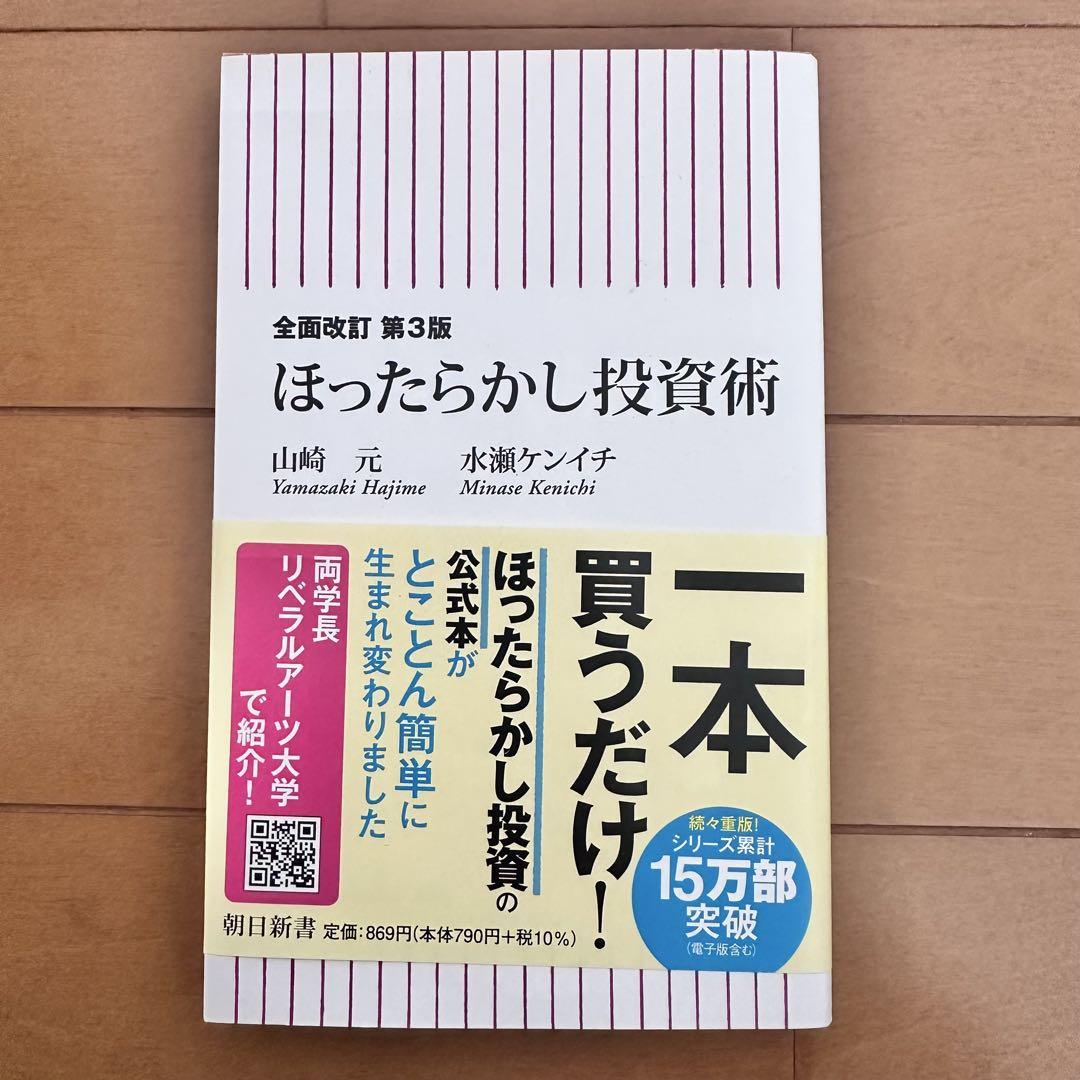 全面改訂 第3版
ほったらかし投資術
山崎 元
Yamazaki Hajime
水瀬ケンイチ
Minase Kenichi
一本
買うだけ!
ほったらかし投資の
公式本が
とことん簡単に
生まれ変わりました
両学長
リベラルアーツ大学
で紹介!
続々重版!
シリーズ累計
15万部
突破
(電子版含む)
朝日新書 定価:869円(本体790円+税10%)